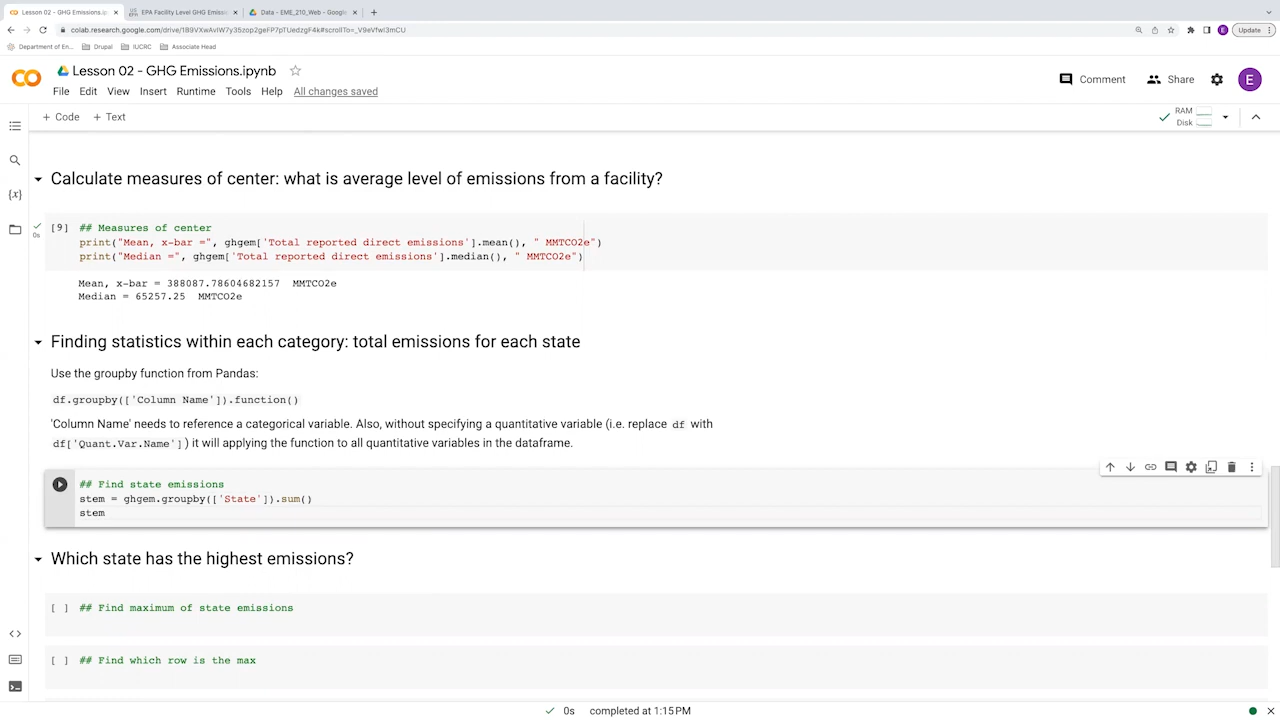 Lesson 02 - GHG Emissions.ip
EPA Facility Level GHG Emiss
Data - EME_210_Web - Google
colab.research.google.com/drive/1B9VXwAvIW7y35zop2geFP7pTUedzgF4k#scrollTo=_V9eVfwi3mCU
Update
Department of En...
Drupal
IUCRC
Associate Head
CO
Lesson 02 - GHG Emissions.ipynb
File Edit View Insert Runtime Tools Help All changes saved
Comment
Share
E
+ Code + Text
RAM
Disk
Calculate measures of center: what is average level of emissions from a facility?
[9] ## Measures of center
0s
print("Mean, x-bar =", ghgem['Total reported direct emissions'].mean(), " MMTCO2e")
print("Median =", ghgem['Total reported direct emissions'].median(), " MMTCO2e")
Mean, x-bar = 388087.78604682157  MMTCO2e
Median = 65257.25  MMTCO2e
Finding statistics within each category: total emissions for each state
Use the groupby function from Pandas:
df.groupby(['Column Name']).function()
'Column Name' needs to reference a categorical variable. Also, without specifying a quantitative variable (i.e. replace df with
df['Quant.Var.Name'] ) it will applying the function to all quantitative variables in the dataframe.
## Find state emissions
stem = ghgem.groupby(['State']).sum()
stem
Which state has the highest emissions?
[ ] ## Find maximum of state emissions
[ ] ## Find which row is the max
0s completed at 1:15 PM